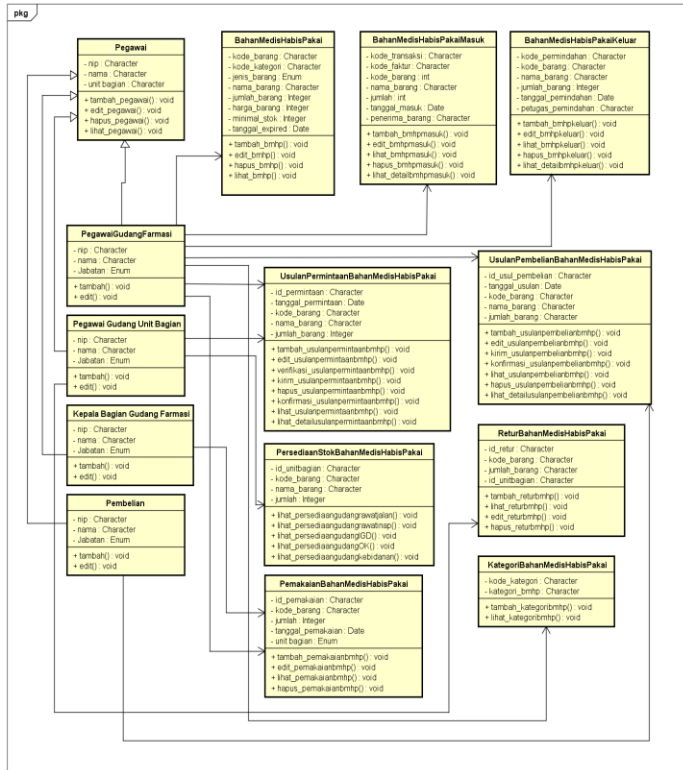 pkg
Pegawai
- nip : Character
- nama : Character
- unit bagian : Character
+ tambah_pegawai() : void
+ edit_pegawai() : void
+ hapus_pegawai() : void
+ lihat_pegawai() : void
BahanMedisHabisPakai
- kode_barang : Character
- kode_kategori : Character
- jenis_barang : Enum
- nama_barang : Character
- jumlah_barang : Integer
- harga_barang : Integer
- minimal_stok : Integer
- tanggal_expired : Date
+ tambah_bmhp() : void
+ edit_bmhp() : void
+ hapus_bmhp() : void
+ lihat_bmhp() : void
BahanMedisHabisPakaiMasuk
- kode_transaksi : Character
- kode_faktur : Character
- kode_barang : int
- nama_barang : Character
- jumlah : int
- tanggal_masuk : Date
- penerima_barang : Character
+ tambah_bmhpmasuk() : void
+ edit_bmhpmasuk() : void
+ lihat_bmhpmasuk() : void
+ hapus_bmhpmasuk() : void
+ lihat_detailbmhpmasuk() : void
BahanMedisHabisPakaiKeluar
- kode_permindahan : Character
- kode_barang : Character
- nama_barang : Character
- jumlah_barang : Integer
- tanggal_pemindahan : Date
- petugas_pemindahan : Character
+ tambah_bmhpkeluar() : void
+ edit_bmhpkeluar() : void
+ lihat_bmhpkeluar() : void
+ hapus_bmhpkeluar() : void
+ lihat_detailbmhpkeluar() : void
PegawaiGudangFarmasi
- nip : Character
- nama : Character
- Jabatan : Enum
+ tambah() : void
+ edit() : void
UsulanPermintaanBahanMedisHabisPakai
- id_permintaan : Character
- tanggal_permintaan : Date
- kode_barang : Character
- nama_barang : Character
- jumlah_barang : Integer
+ tambah_usulanpermintaanbmhp() : void
+ edit_usulanpermintaanbmhp() : void
+ verifikasi_usulanpermintaanbmhp() : void
+ kirim_usulanpermintaanbmhp() : void
+ hapus_usulanpermintaanbmhp() : void
+ konfirmasi_usulanpermintaanbmhp() : void
+ lihat_usulanpermintaanbmhp() : void
+ lihat_detailusulanpermintaanbmhp() : void
UsulanPembelianBahanMedisHabisPakai
- id_usul_pembelian : Character
- tanggal_usulan : Date
- kode_barang : Character
- nama_barang : Character
- jumlah_barang : Character
+ tambah_usulanpembelianbmhp() : void
+ edit_usulanpembelianbmhp() : void
+ kirim_usulanpembelianbmhp() : void
+ konfirmasi_usulanpembelianbmhp() : void
+ lihat_usulanpembelianbmhp() : void
+ hapus_usulanpembelianbmhp() : void
+ lihat_detailusulanpembelianbmhp() : void
Pegawai Gudang Unit Bagian
- nip : Character
- nama : Character
- Jabatan : Enum
+ tambah() : void
+ edit() : void
Kepala Bagian Gudang Farmasi
- nip : Character
- nama : Character
- Jabatan : Enum
+ tambah() : void
+ edit() : void
PersediaanStokBahanMedisHabisPakai
- id_unitbagian : Character
- kode_barang : Character
- nama_barang : Character
- jumlah : Integer
+ lihat_persediaangudangrawatjalan() : void
+ lihat_persediaangudangrawatinap() : void
+ lihat_persediaangudangIGD() : void
+ lihat_persediaangudangOK() : void
+ lihat_persediaangudangkebidanan() : void
ReturBahanMedisHabisPakai
- id_retur : Character
- kode_barang : Character
- jumlah_barang : Character
- id_unitbagian : Character
+ tambah_returbmhp() : void
+ lihat_returbmhp() : void
+ edit_returbmhp() : void
+ hapus_returbmhp() : void
Pembelian
- nip : Character
- nama : Character
- Jabatan : Enum
+ tambah() : void
+ edit() : void
PemakaianBahanMedisHabisPakai
- id_pemakaian : Character
- kode_barang : Character
- jumlah : Integer
- tanggal_pemakaian : Date
- unit bagian : Enum
+ tambah_pemakaianbmhp() : void
+ edit_pemakaianbmhp() : void
+ lihat_pemakaianbmhp() : void
+ hapus_pemakaianbmhp() : void
KategoriBahanMedisHabisPakai
- kode_kategori : Character
- kategori_bmhp : Character
+ tambah_kategoribmhp() : void
+ lihat_kategoribmhp() : void